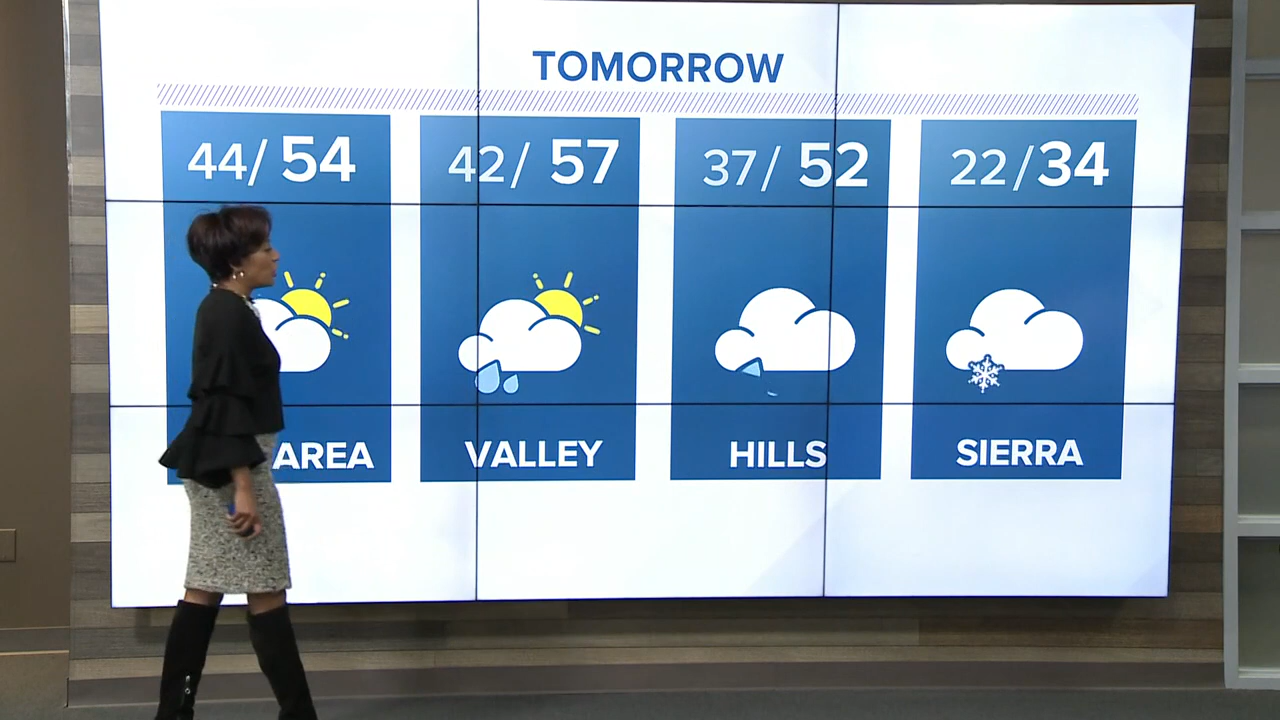 TOMORROW
44/ 54
42/ 57
37/ 52
22/34
AREA
VALLEY
HILLS
SIERRA